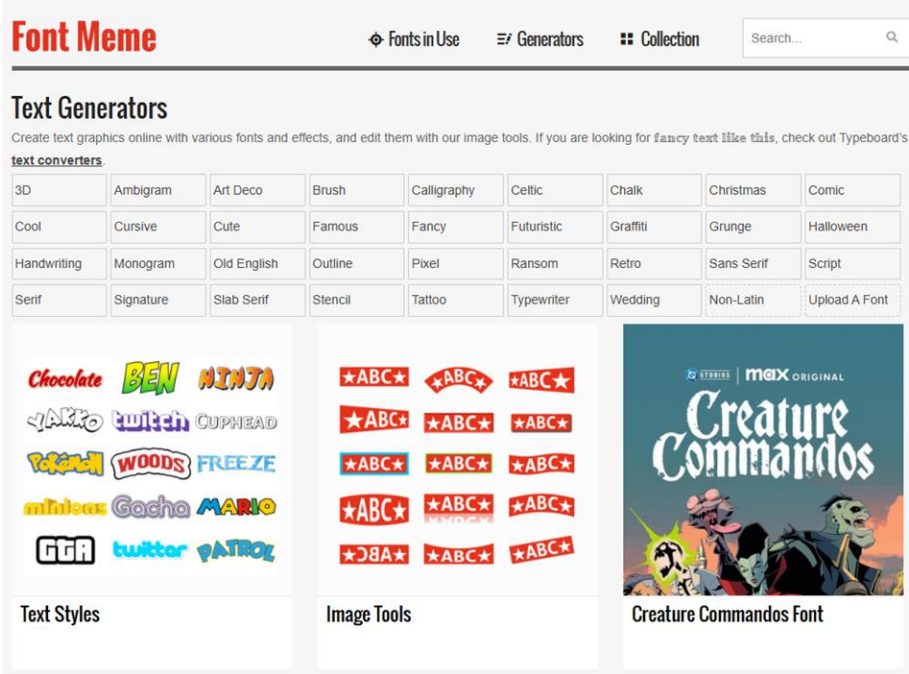 Font Meme
Fonts in Use
Generators
Collection
Search...
Text Generators
Create text graphics online with various fonts and effects, and edit them with our image tools. If you are looking for fancy text like this, check out Typeboard's
text converters.
3D Ambigram Art Deco Brush Calligraphy Celtic Chalk Christmas Comic
Cool Cursive Cute Famous Fancy Futuristic Graffiti Grunge Halloween
Handwriting Monogram Old English Outline Pixel Ransom Retro Sans Serif Script
Serif Signature Slab Serif Stencil Tattoo Typewriter Wedding Non-Latin Upload A Font
Chocolate BEN NINJA
YAKKO twitch CUPHEAD
POKéMON WOODS FREEZE
minions Gacha MARIO
GTA twitter PATROL
Text Styles
★ABC★ ★ABC★ ★ABC★
★ABC★ ★ABC★ ★ABC★
★ABC★ ★ABC★ ★ABC★
★ABC★ ★ABC★ ★ABC★
★ABC★ ★ABC★ ★ABC★
Image Tools
DC STUDIOS | max ORIGINAL
Creature
Commandos
Creature Commandos Font